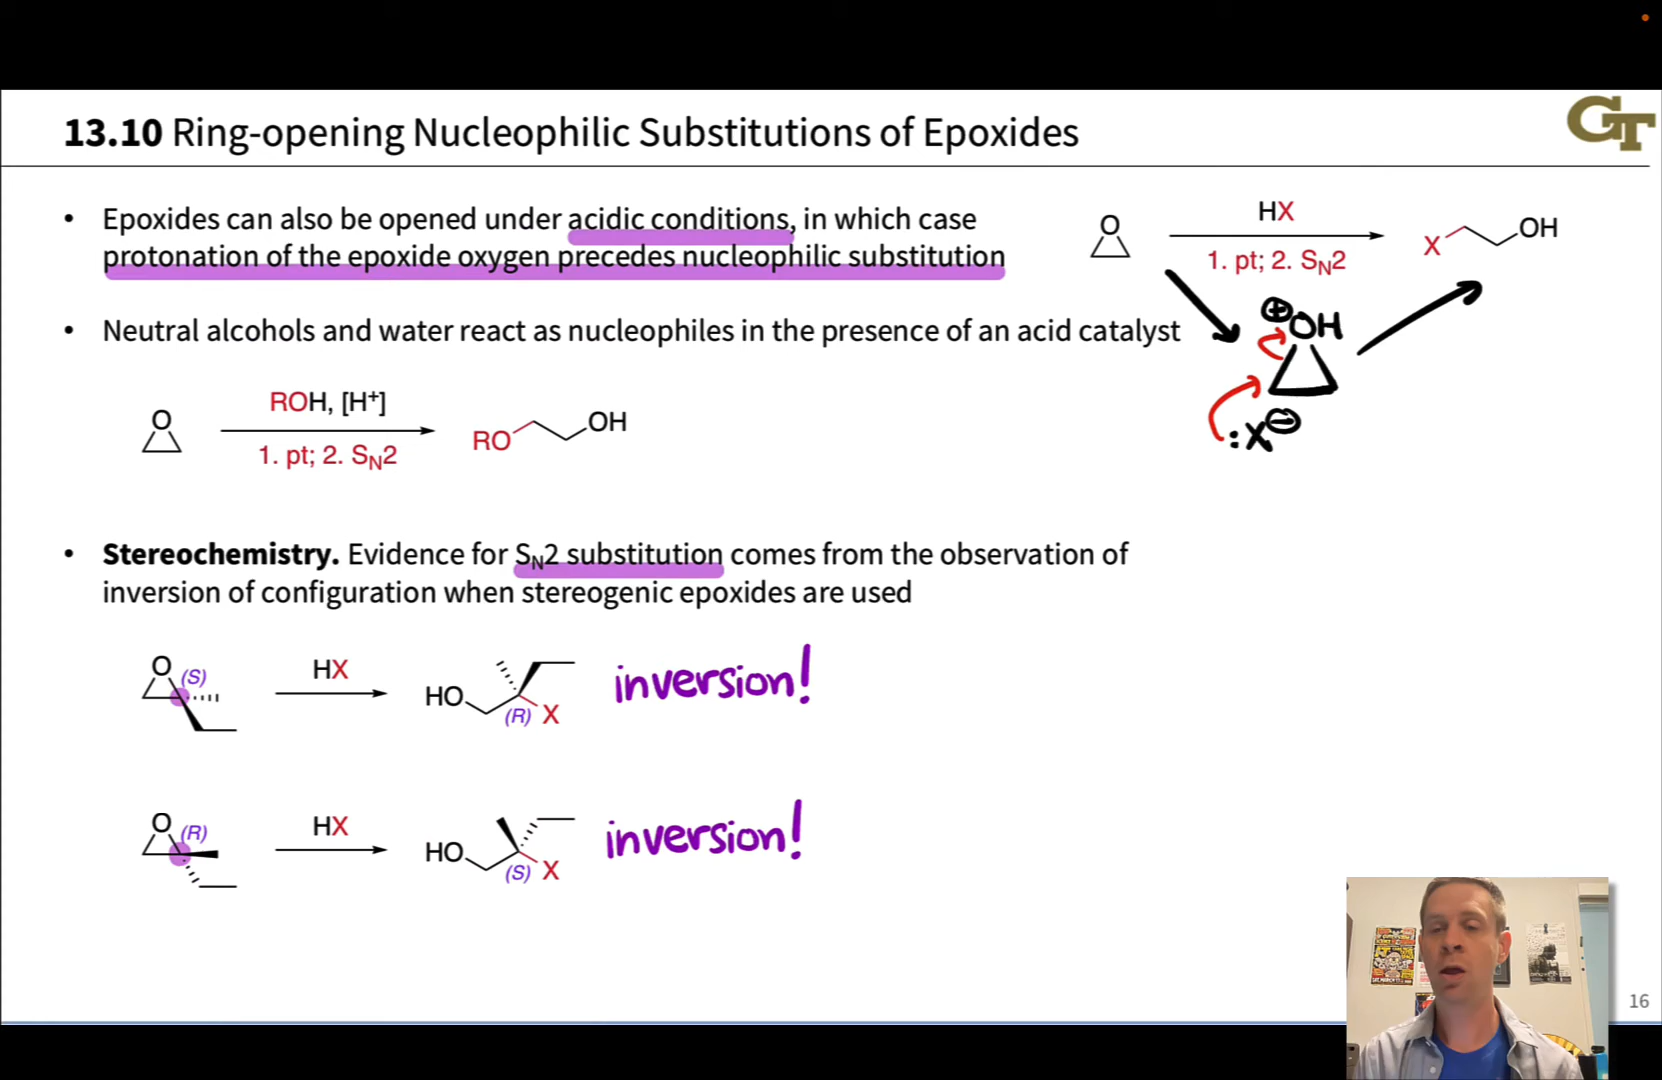 13.10 Ring-opening Nucleophilic Substitutions of Epoxides
GT
• Epoxides can also be opened under acidic conditions, in which case
protonation of the epoxide oxygen precedes nucleophilic substitution
O
HX
1. pt; 2. SN2
X OH
⊕
OH
:X⊖
• Neutral alcohols and water react as nucleophiles in the presence of an acid catalyst
O
ROH, [H+]
1. pt; 2. SN2
RO OH
• Stereochemistry. Evidence for SN2 substitution comes from the observation of
inversion of configuration when stereogenic epoxides are used
O (S)
HX
HO (R) X
inversion!
O (R)
HX
HO (S) X
inversion!
16